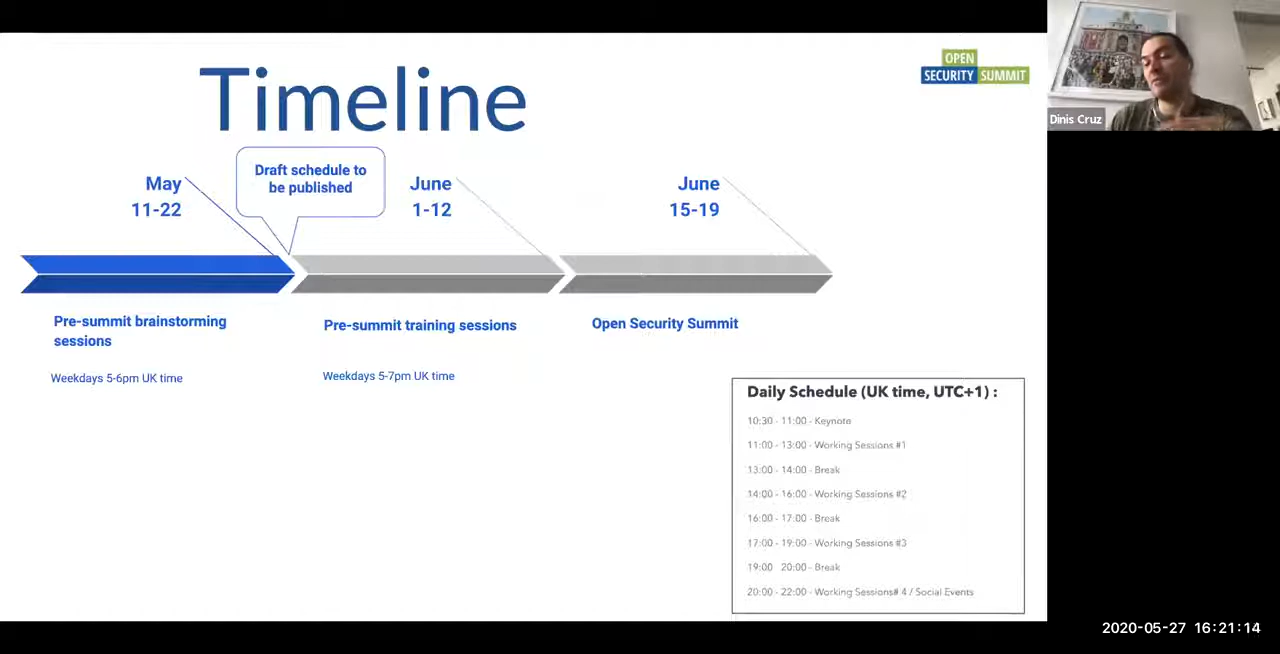 Timeline
OPEN
SECURITY SUMMIT
Dinis Cruz
Draft schedule to
be published
May
11-22
June
1-12
June
15-19
Pre-summit brainstorming
sessions
Weekdays 5-6pm UK time
Pre-summit training sessions
Weekdays 5-7pm UK time
Open Security Summit
Daily Schedule (UK time, UTC+1) :
10:30 - 11:00 - Keynote
11:00 - 13:00 - Working Sessions #1
13:00 - 14:00 - Break
14:00 - 16:00 - Working Sessions #2
16:00 - 17:00 - Break
17:00 - 19:00 - Working Sessions #3
19:00  20:00 - Break
20:00 - 22:00 - Working Sessions# 4 / Social Events
2020-05-27 16:21:14